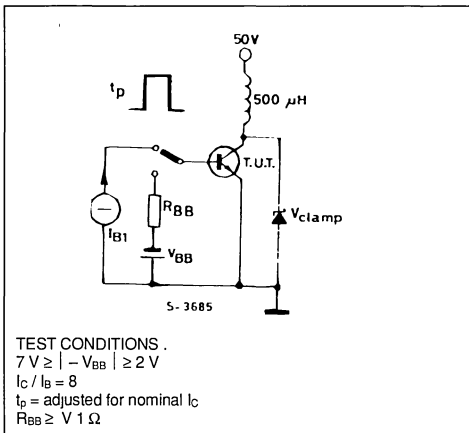 50V
tp
500 μH
T.U.T.
RBB
Vclamp
IB1
VBB
S-3685
TEST CONDITIONS .
7 V ≥ | – VBB | ≥ 2 V
IC / IB = 8
tp = adjusted for nominal IC
RBB ≥ V 1 Ω